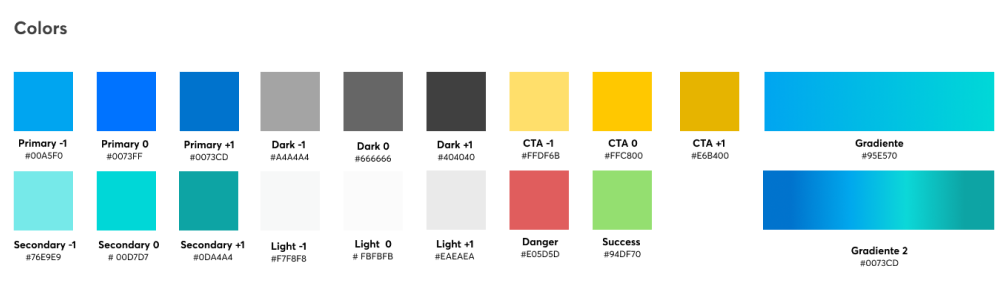 Colors
Primary -1
#00A5F0
Primary 0
#0073FF
Primary +1
#0073CD
Dark -1
#A4A4A4
Dark 0
#666666
Dark +1
#404040
CTA -1
#FFDF6B
CTA 0
#FFC800
CTA +1
#E6B400
Gradiente
#95E570
Secondary -1
#76E9E9
Secondary 0
# 00D7D7
Secondary +1
#0DA4A4
Light -1
#F7F8F8
Light 0
# FBFBFB
Light +1
#EAEAEA
Danger
#E05D5D
Success
#94DF70
Gradiente 2
#0073CD